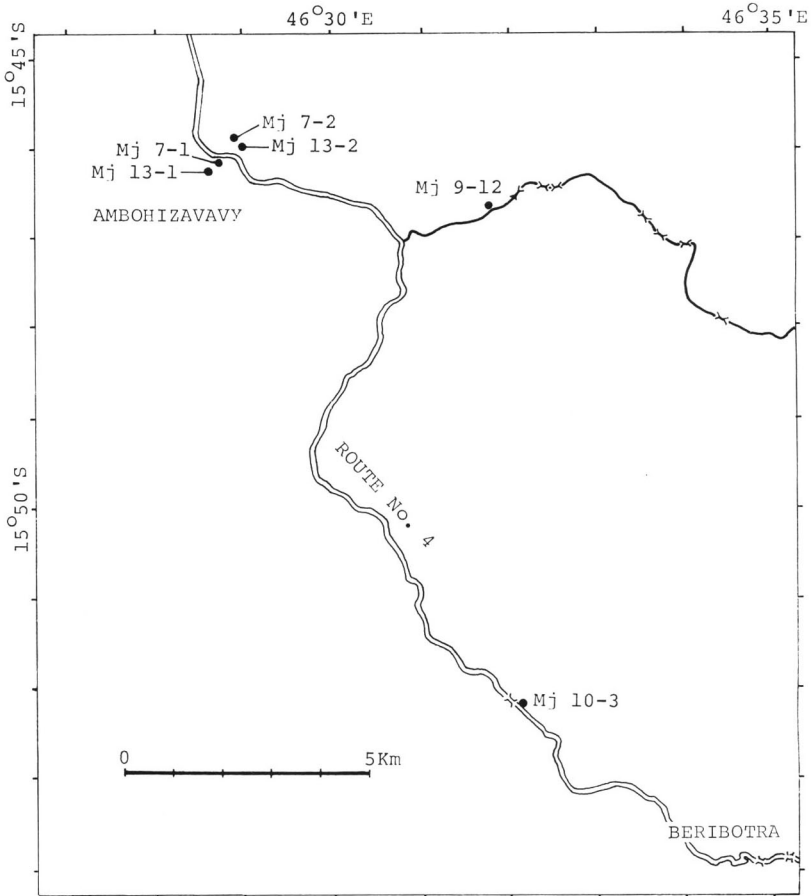 46°30'E
46°35'E
15°45'S
Mj 7-2
Mj 13-2
Mj 7-1
Mj 13-1
Mj 9-12
AMBOHIZAVAVY
ROUTE No. 4
15°50'S
Mj 10-3
0 5Km
BERIBOTRA